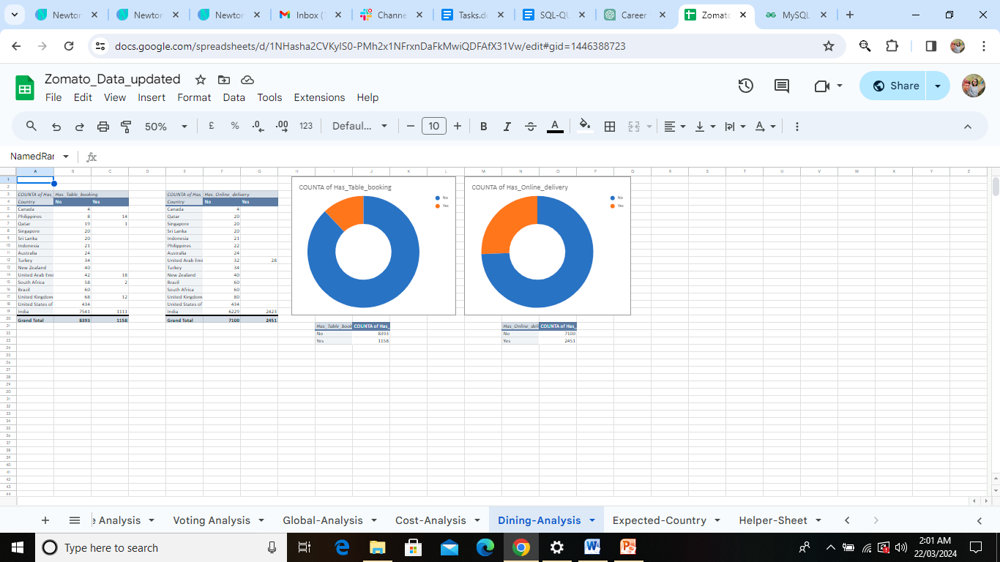 Newton Newton Newton Inbox ( Channe Tasks.do SQL-QU Career Zomato MySQL
docs.google.com/spreadsheets/d/1NHasha2CVKyIS0-PMh2x1NFrxnDaFkMwiQDFAfX31Vw/edit#gid=1446388723
Zomato_Data_updated
File Edit View Insert Format Data Tools Extensions Help
Share
50% £ % .0 .00 123 Defaul... 10 B I A
NamedRar fx
A B C D E F G H I J K L M N O P Q R S T U V W X Y Z
COUNTA of Has_Table_booking COUNTA of Has_Online_delivery
No No
Yes Yes
COUNTA of Has_ Has_Table_booking COUNTA of Has_ Has_Online_delivery
Country No Yes Country No Yes
Canada 4 Canada 4
Philippines 8 14 Qatar 20
Qatar 19 1 Singapore 20
Singapore 20 Sri Lanka 20
Sri Lanka 20 Indonesia 21
Indonesia 21 Philippines 22
Australia 24 Australia 24
Turkey 34 United Arab Emi 32 28
New Zealand 40 Turkey 34
United Arab Emi 42 18 New Zealand 40
South Africa 58 2 Brazil 60
Brazil 60 South Africa 60
United Kingdom 68 12 United Kingdom 80
United States of 434 United States of 434
India 7541 1111 India 6229 2423
Grand Total 8393 1158 Grand Total 7100 2451
Has_Table_book COUNTA of Has_ Has_Online_deli COUNTA of Has_
No 8393 No 7100
Yes 1158 Yes 2451
e Analysis Voting Analysis Global-Analysis Cost-Analysis Dining-Analysis Expected-Country Helper-Sheet
Type here to search
2:01 AM
22/03/2024